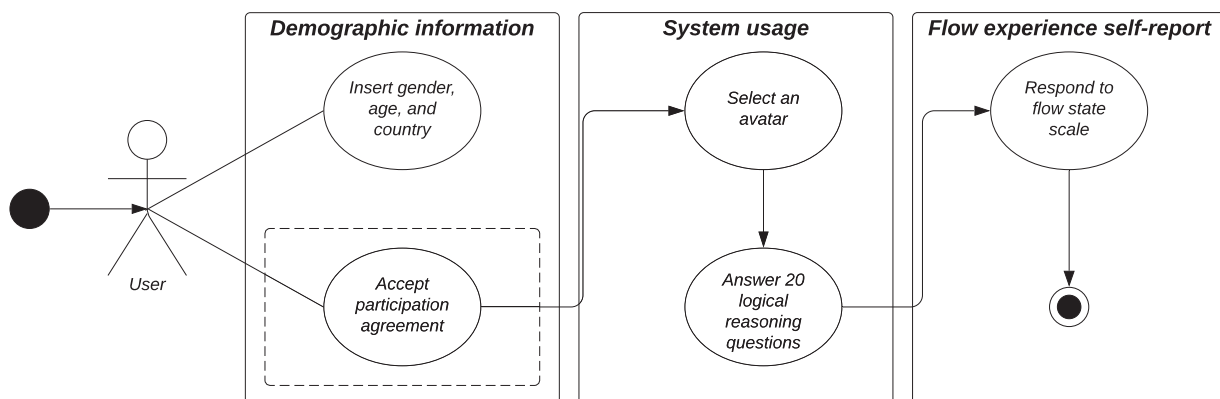 Demographic information
System usage
Flow experience self-report
Insert gender,
age, and
country
Select an
avatar
Respond to
flow state
scale
User
Accept
participation
agreement
Answer 20
logical
reasoning
questions